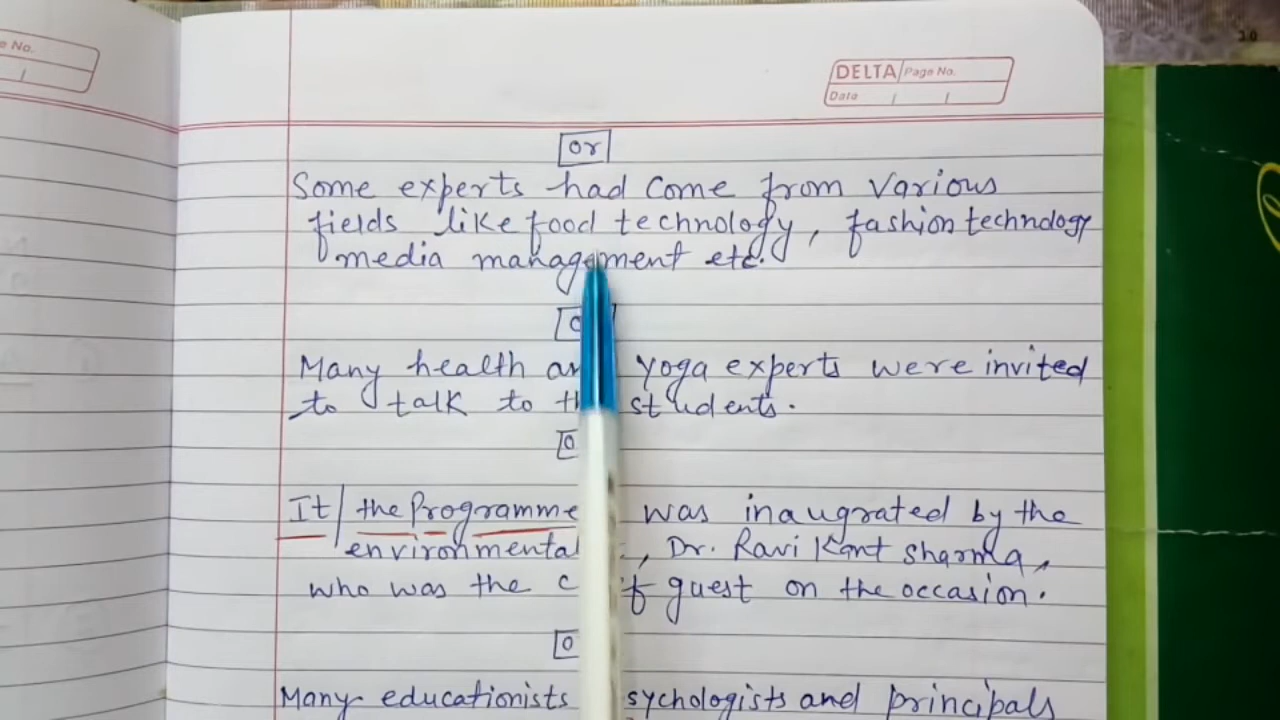 e No.
DELTA Page No.
Date
or
Some experts had come from various
fields like food technology, fashion technology
media management etc.
Many health yoga experts were invited
to talk to students.
It/the Programme was inaugrated by the
Dr. Ravi Kant Sharma,
who was the guest on the occasion.
Many educationists and principals